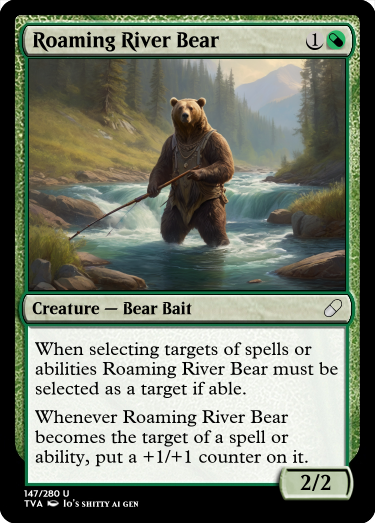 Roaming River Bear 1
Creature — Bear Bait
When selecting targets of spells or
abilities Roaming River Bear must be
selected as a target if able.
Whenever Roaming River Bear
becomes the target of a spell or
ability, put a +1/+1 counter on it.
2/2
147/280 U
TVA Io's shitty ai gen